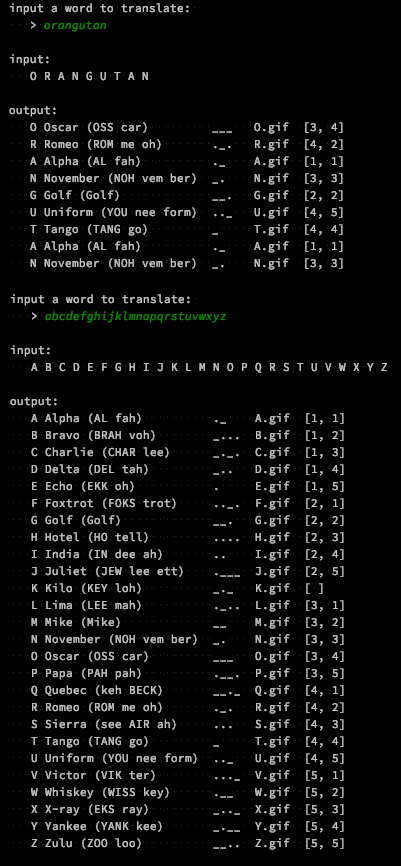 input a word to translate:
> orangutan
input:
O R A N G U T A N
output:
O Oscar (OSS car) ___ O.gif [3, 4]
R Romeo (ROM me oh) ._. R.gif [4, 2]
A Alpha (AL fah) ._ A.gif [1, 1]
N November (NOH vem ber) _. N.gif [3, 3]
G Golf (Golf) __. G.gif [2, 2]
U Uniform (YOU nee form) .._ U.gif [4, 5]
T Tango (TANG go) _ T.gif [4, 4]
A Alpha (AL fah) ._ A.gif [1, 1]
N November (NOH vem ber) _. N.gif [3, 3]
input a word to translate:
> abcdefghijklmnopqrstuvwxyz
input:
A B C D E F G H I J K L M N O P Q R S T U V W X Y Z
output:
A Alpha (AL fah) ._ A.gif [1, 1]
B Bravo (BRAH voh) _... B.gif [1, 2]
C Charlie (CHAR lee) _._. C.gif [1, 3]
D Delta (DEL tah) _.. D.gif [1, 4]
E Echo (EKK oh) . E.gif [1, 5]
F Foxtrot (FOKS trot) .._. F.gif [2, 1]
G Golf (Golf) __. G.gif [2, 2]
H Hotel (HO tell) .... H.gif [2, 3]
I India (IN dee ah) .. I.gif [2, 4]
J Juliet (JEW lee ett) .___ J.gif [2, 5]
K Kilo (KEY loh) _._ K.gif [ ]
L Lima (LEE mah) ._.. L.gif [3, 1]
M Mike (Mike) __ M.gif [3, 2]
N November (NOH vem ber) _. N.gif [3, 3]
O Oscar (OSS car) ___ O.gif [3, 4]
P Papa (PAH pah) .__. P.gif [3, 5]
Q Quebec (keh BECK) __._ Q.gif [4, 1]
R Romeo (ROM me oh) ._. R.gif [4, 2]
S Sierra (see AIR ah) ... S.gif [4, 3]
T Tango (TANG go) _ T.gif [4, 4]
U Uniform (YOU nee form) .._ U.gif [4, 5]
V Victor (VIK ter) ..._ V.gif [5, 1]
W Whiskey (WISS key) .__ W.gif [5, 2]
X X-ray (EKS ray) _.._ X.gif [5, 3]
Y Yankee (YANK kee) _.__ Y.gif [5, 4]
Z Zulu (ZOO loo) __.. Z.gif [5, 5]